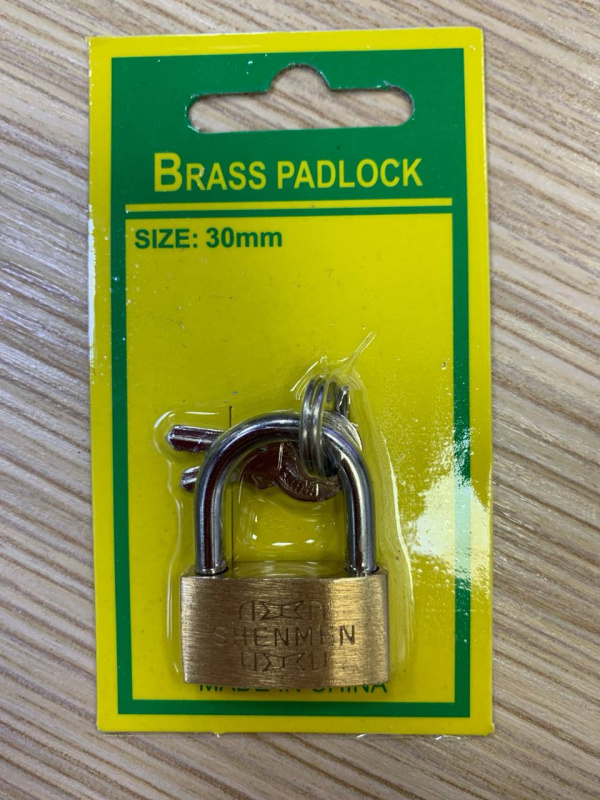 BRASS PADLOCK
SIZE: 30mm
SHENMEN
MADE IN CHINA